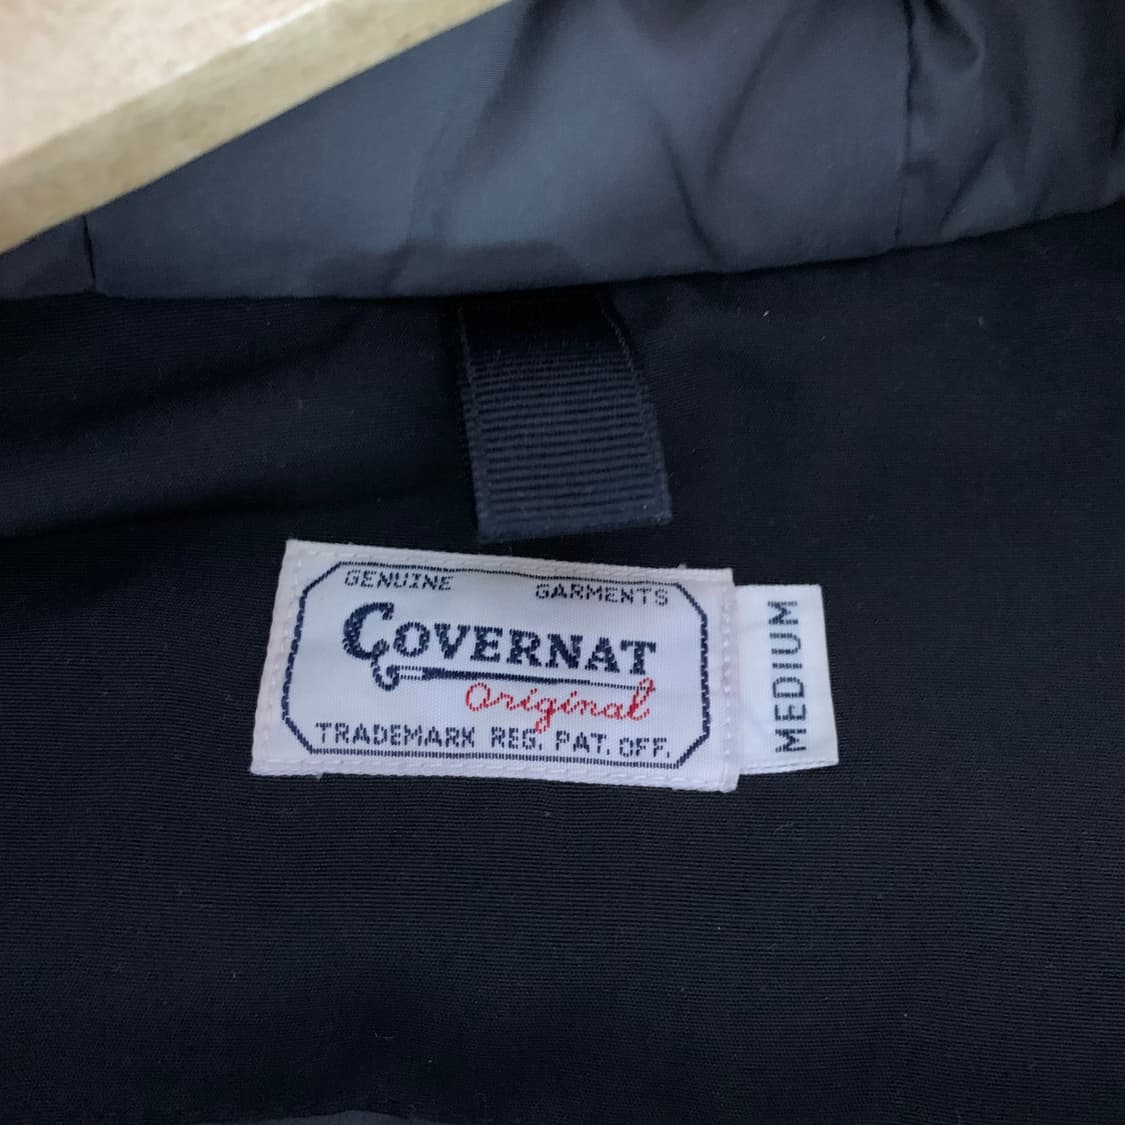 GENUINE GARMENTS
COVERNAT
Original
TRADEMARK REG. PAT. OFF.
MEDIUM